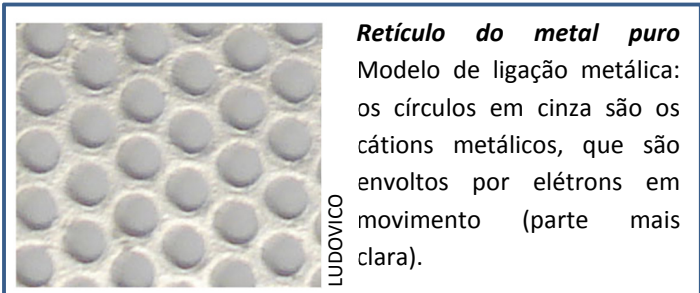 Retículo do metal puro
Modelo de ligação metálica:
os círculos em cinza são os
cátions metálicos, que são
envoltos por elétrons em
movimento (parte mais
clara).
LUDOVICO